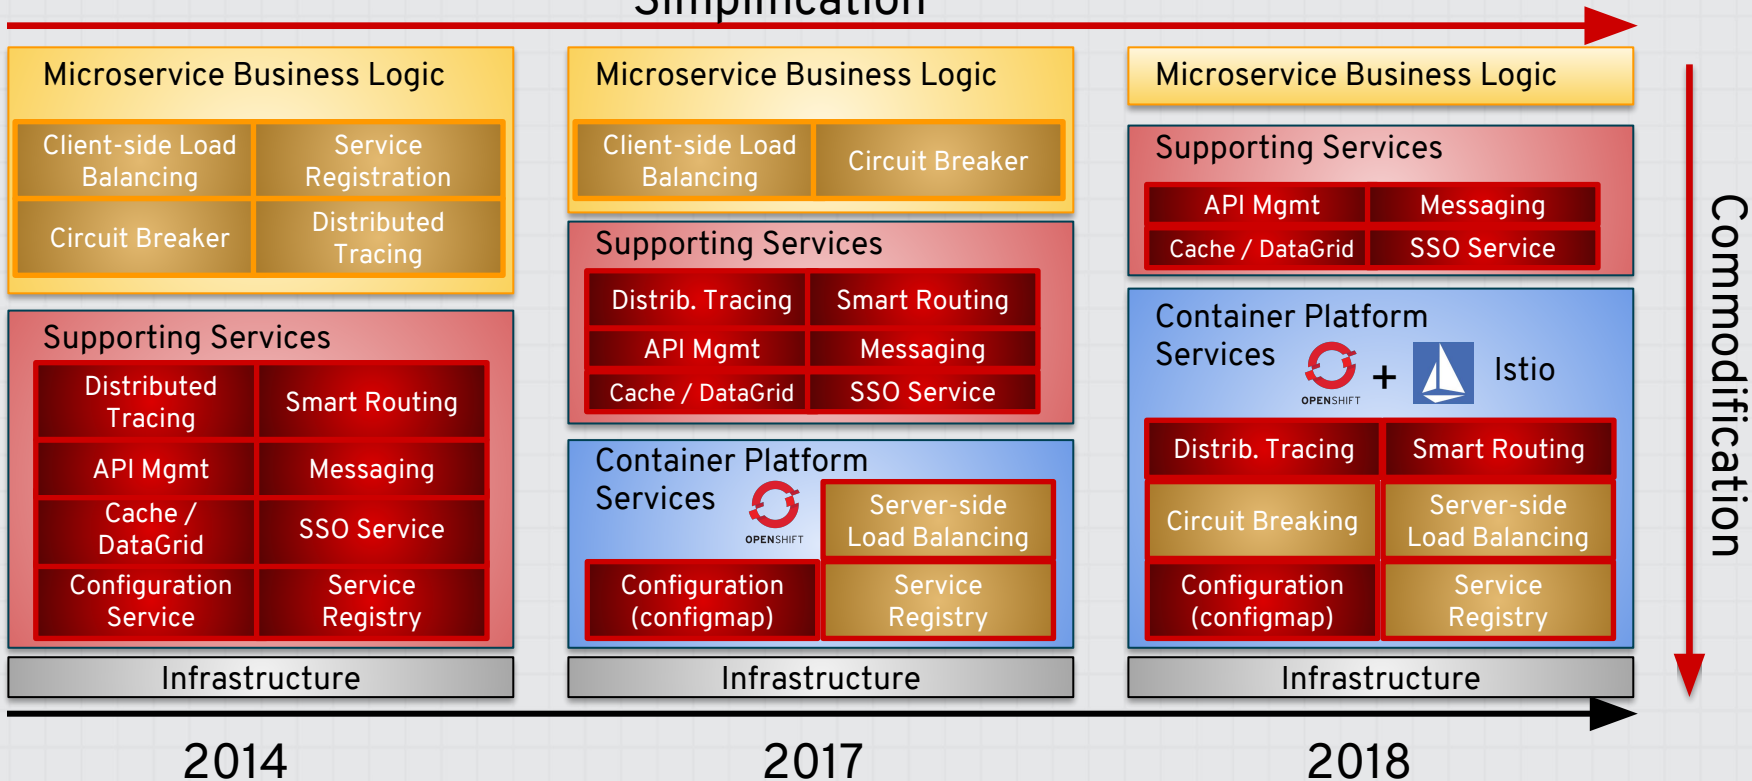 Simplification
Microservice Business Logic
Client-side Load
Balancing
Service
Registration
Circuit Breaker
Distributed
Tracing
Supporting Services
Distributed
Tracing
Smart Routing
API Mgmt
Messaging
Cache /
DataGrid
SSO Service
Configuration
Service
Service
Registry
Infrastructure
2014
Microservice Business Logic
Client-side Load
Balancing
Circuit Breaker
Supporting Services
Distrib. Tracing
Smart Routing
API Mgmt
Messaging
Cache / DataGrid
SSO Service
Container Platform
Services
OPENSHIFT
Server-side
Load Balancing
Configuration
(configmap)
Service
Registry
Infrastructure
2017
Microservice Business Logic
Supporting Services
API Mgmt
Messaging
Cache / DataGrid
SSO Service
Container Platform
Services
OPENSHIFT
+
Istio
Distrib. Tracing
Smart Routing
Circuit Breaking
Server-side
Load Balancing
Configuration
(configmap)
Service
Registry
Infrastructure
2018
Commodification